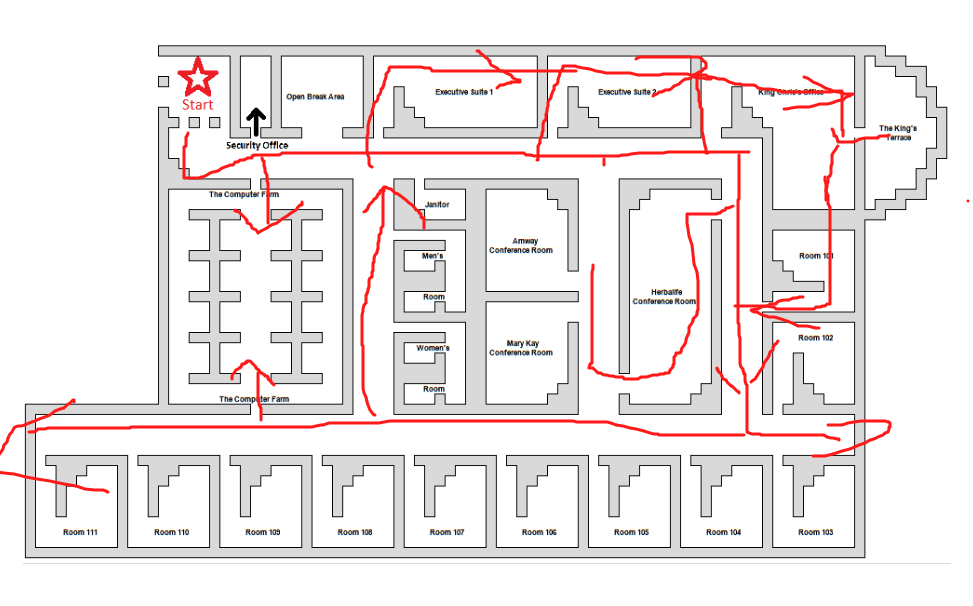 Start
Open Break Area
Executive Suite 1
Executive Suite 2
King Chris's Office
The King's
Terrace
Security Office
The Computer Farm
Janitor
Men's
Room
Amway
Conference Room
Room 101
Herbalife
Conference Room
Women's
Room
Mary Kay
Conference Room
Room 102
The Computer Farm
Room 111
Room 110
Room 109
Room 108
Room 107
Room 106
Room 105
Room 104
Room 103